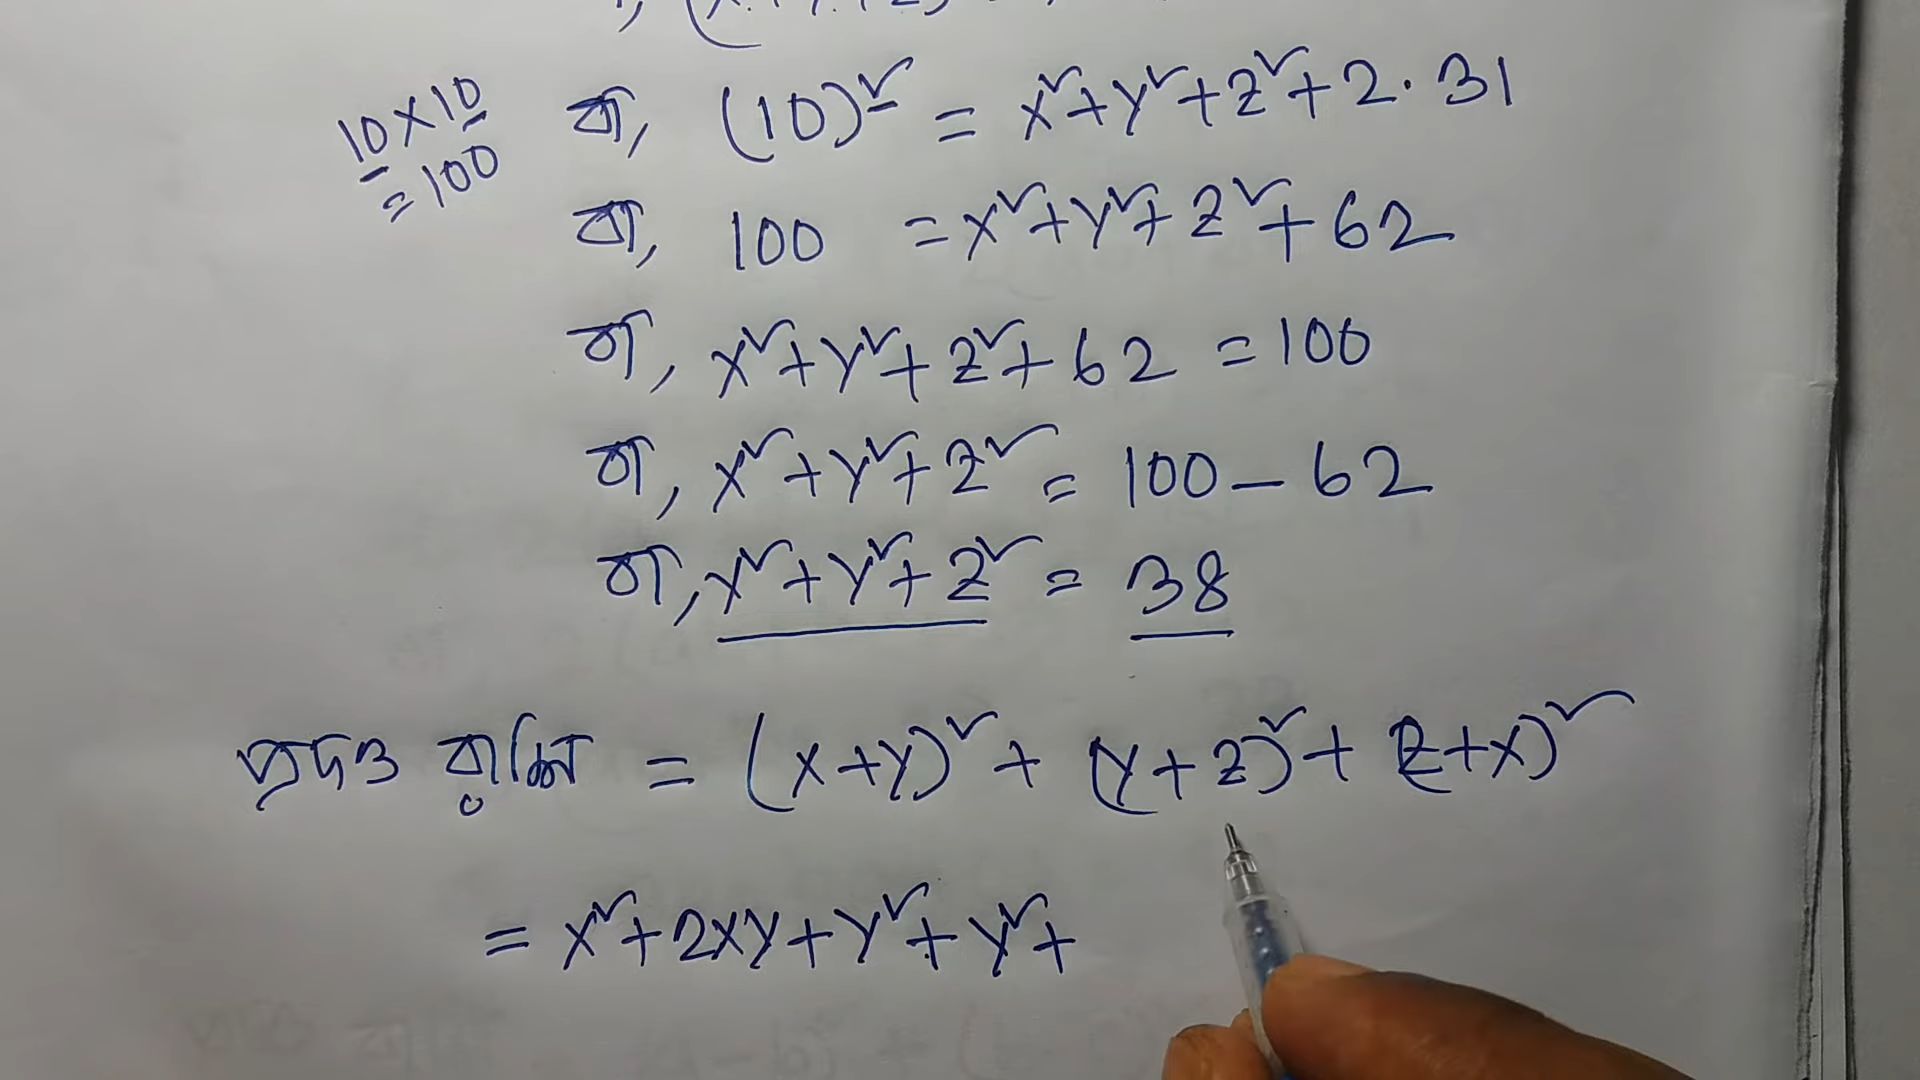 10×10
=100
বা, (10)² = x²+y²+z²+2·31
বা, 100 =x²+y²+z²+62
বা, x²+y²+z²+62 =100
বা, x²+y²+z² = 100-62
বা, x²+y²+z² = 38
প্রদত্ত রাশি = (x+y)²+ (y+z)²+ (z+x)²
= x²+2xy+y²+y²+